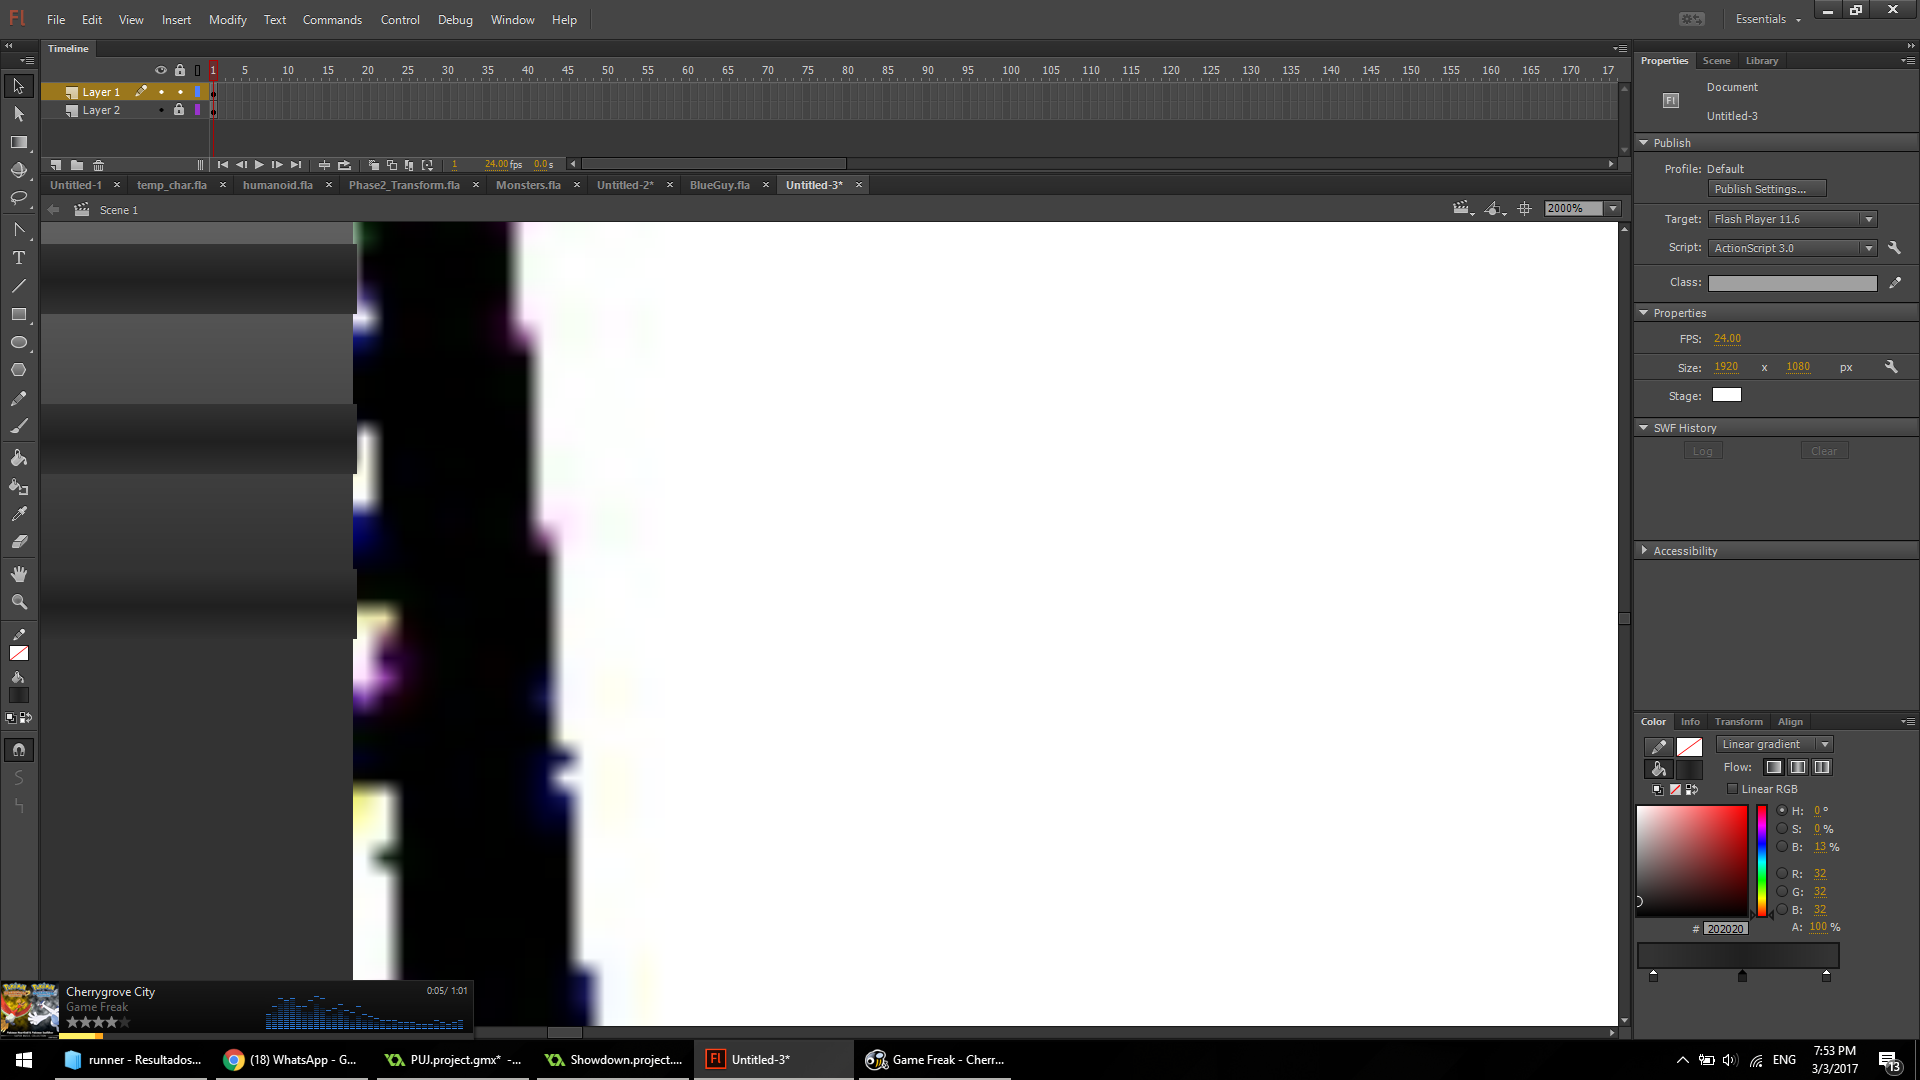 Fl File Edit View Insert Modify Text Commands Control Debug Window Help Essentials
Timeline
1 5 10 15 20 25 30 35 40 45 50 55 60 65 70 75 80 85 90 95 100 105 110 115 120 125 130 135 140 145 150 155 160 165 170 17
Layer 1
Layer 2
1 24.00 fps 0.0 s
Untitled-1 temp_char.fla humanoid.fla Phase2_Transform.fla Monsters.fla Untitled-2* BlueGuy.fla Untitled-3*
Scene 1 2000%
Properties Scene Library
Fl
Document
Untitled-3
Publish
Profile: Default
Publish Settings...
Target: Flash Player 11.6
Script: ActionScript 3.0
Class:
Properties
FPS: 24.00
Size: 1920 x 1080 px
Stage:
SWF History
Log Clear
Accessibility
Color Info Transform Align
Linear gradient
Flow:
Linear RGB
H: 0 °
S: 0 %
B: 13 %
R: 32
G: 32
B: 32
# 202020 A: 100 %
Cherrygrove City 0:05/ 1:01
Game Freak
runner - Resultados... (18) WhatsApp - G... PUJ.project.gmx* -... Showdown.project.... Fl Untitled-3* Game Freak - Cherr... ENG 7:53 PM
3/3/2017 13